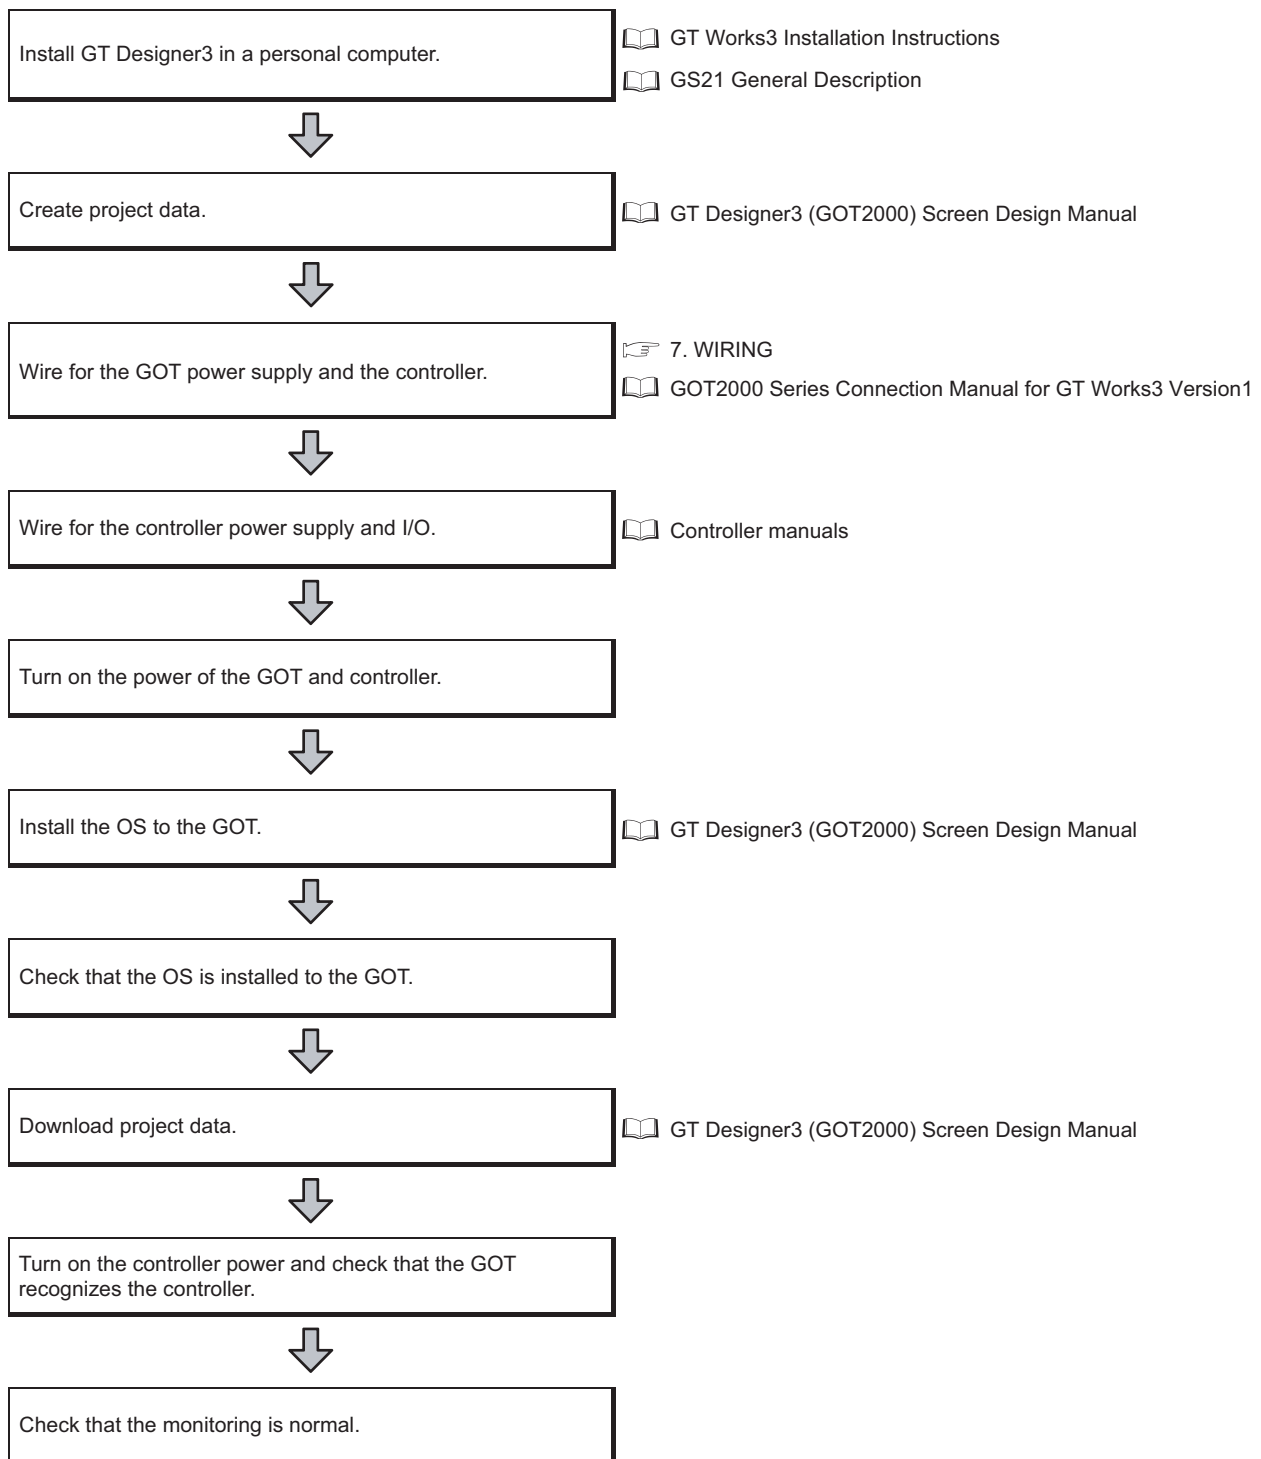 Install GT Designer3 in a personal computer.
GT Works3 Installation Instructions
GS21 General Description
Create project data.
GT Designer3 (GOT2000) Screen Design Manual
Wire for the GOT power supply and the controller.
7. WIRING
GOT2000 Series Connection Manual for GT Works3 Version1
Wire for the controller power supply and I/O.
Controller manuals
Turn on the power of the GOT and controller.
Install the OS to the GOT.
GT Designer3 (GOT2000) Screen Design Manual
Check that the OS is installed to the GOT.
Download project data.
GT Designer3 (GOT2000) Screen Design Manual
Turn on the controller power and check that the GOT
recognizes the controller.
Check that the monitoring is normal.